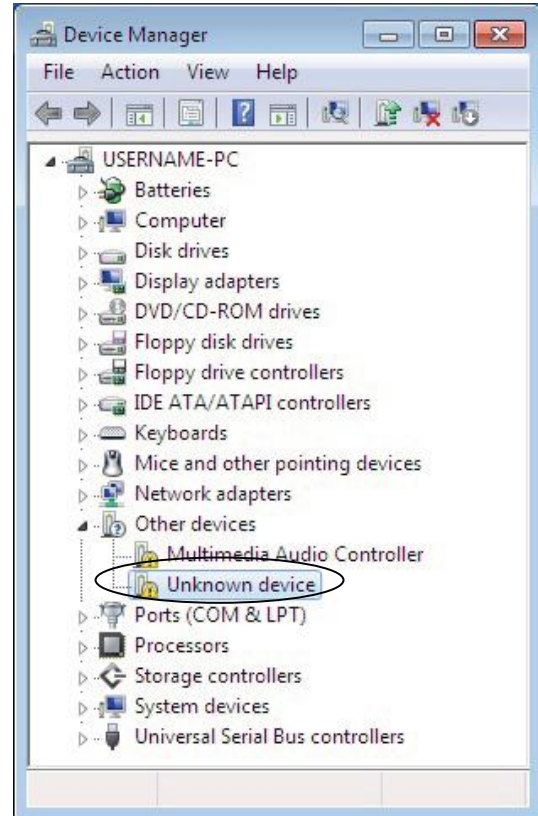 Device Manager
File Action View Help
USERNAME-PC
Batteries
Computer
Disk drives
Display adapters
DVD/CD-ROM drives
Floppy disk drives
Floppy drive controllers
IDE ATA/ATAPI controllers
Keyboards
Mice and other pointing devices
Network adapters
Other devices
Multimedia Audio Controller
Unknown device
Ports (COM & LPT)
Processors
Storage controllers
System devices
Universal Serial Bus controllers